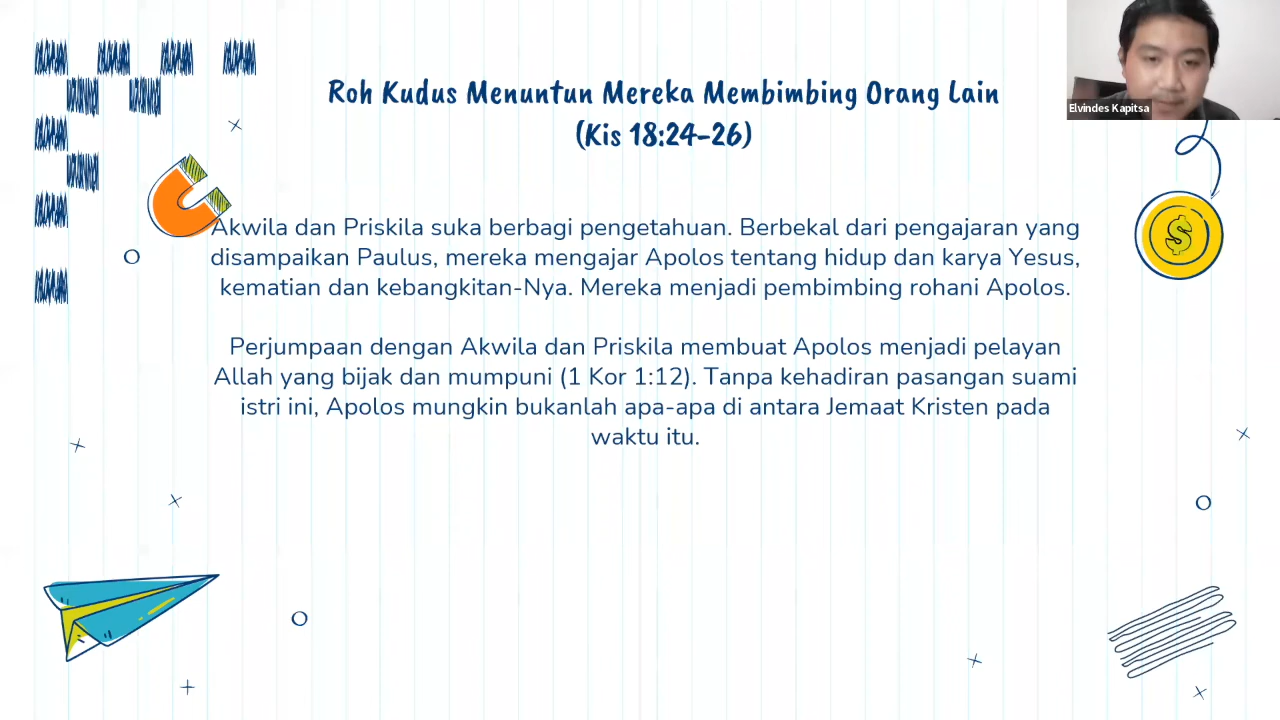 Roh Kudus Menuntun Mereka Membimbing Orang Lain
(Kis 18:24-26)
Elvindes Kapitsa
Akwila dan Priskila suka berbagi pengetahuan. Berbekal dari pengajaran yang
disampaikan Paulus, mereka mengajar Apolos tentang hidup dan karya Yesus,
kematian dan kebangkitan-Nya. Mereka menjadi pembimbing rohani Apolos.
Perjumpaan dengan Akwila dan Priskila membuat Apolos menjadi pelayan
Allah yang bijak dan mumpuni (1 Kor 1:12). Tanpa kehadiran pasangan suami
istri ini, Apolos mungkin bukanlah apa-apa di antara Jemaat Kristen pada
waktu itu.
$